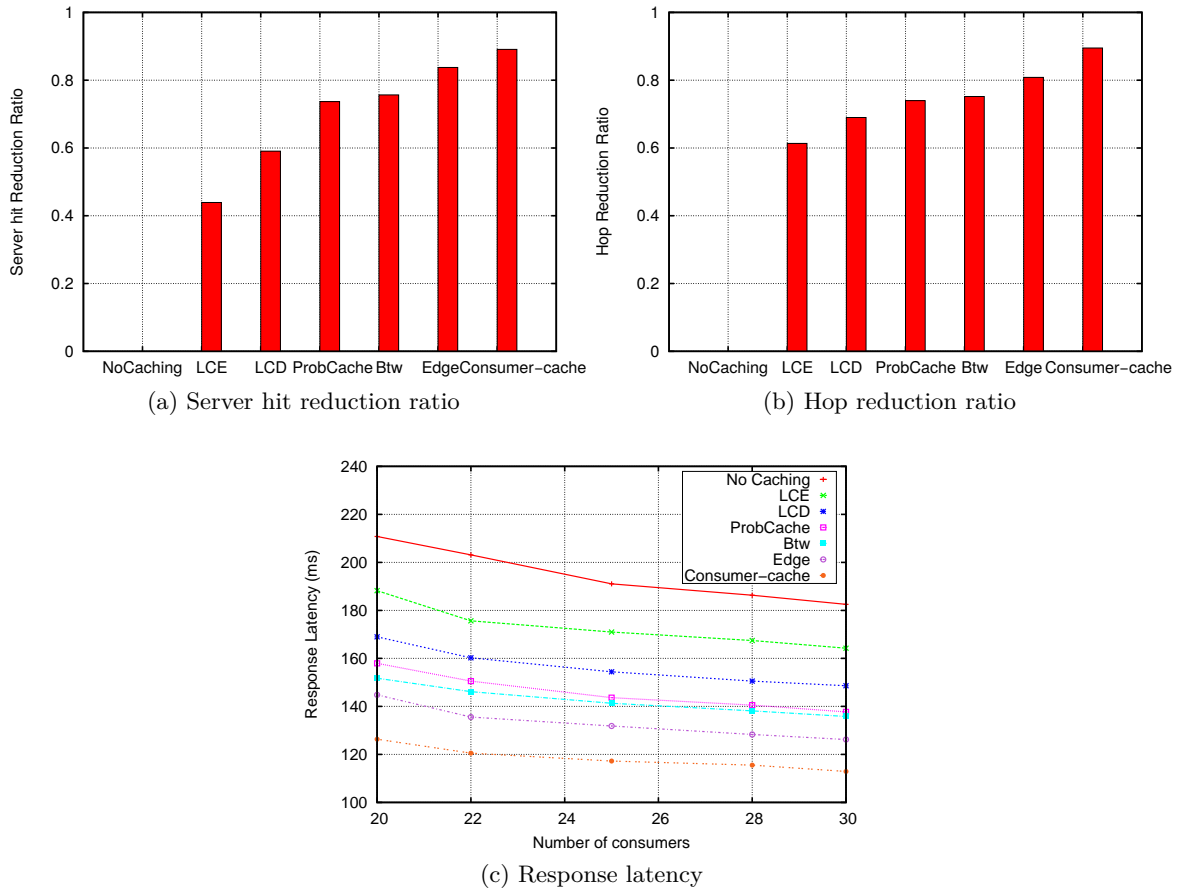 1
0.8
0.6
0.4
0.2
0
Server hit Reduction Ratio
NoCaching LCE LCD ProbCache Btw EdgeConsumer-cache
(a) Server hit reduction ratio
1
0.8
0.6
0.4
0.2
0
Hop Reduction Ratio
NoCaching LCE LCD ProbCache Btw Edge Consumer-cache
(b) Hop reduction ratio
240
220
200
180
160
140
120
100
Response Latency (ms)
No Caching
LCE
LCD
ProbCache
Btw
Edge
Consumer-cache
20 22 24 26 28 30
Number of consumers
(c) Response latency